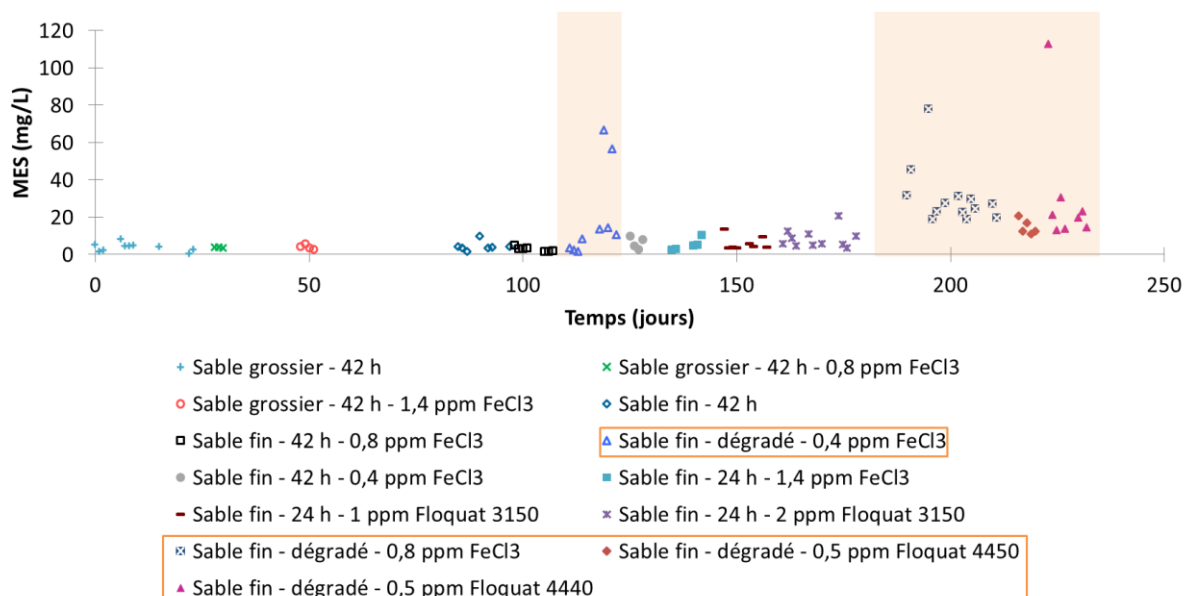 120
100
80
60
40
20
0
MES (mg/L)
0 50 100 150 200 250
Temps (jours)
Sable grossier - 42 h
Sable grossier - 42 h - 0,8 ppm FeCl3
Sable grossier - 42 h - 1,4 ppm FeCl3
Sable fin - 42 h
Sable fin - 42 h - 0,8 ppm FeCl3
Sable fin - dégradé - 0,4 ppm FeCl3
Sable fin - 42 h - 0,4 ppm FeCl3
Sable fin - 24 h - 1,4 ppm FeCl3
Sable fin - 24 h - 1 ppm Floquat 3150
Sable fin - 24 h - 2 ppm Floquat 3150
Sable fin - dégradé - 0,8 ppm FeCl3
Sable fin - dégradé - 0,5 ppm Floquat 4450
Sable fin - dégradé - 0,5 ppm Floquat 4440